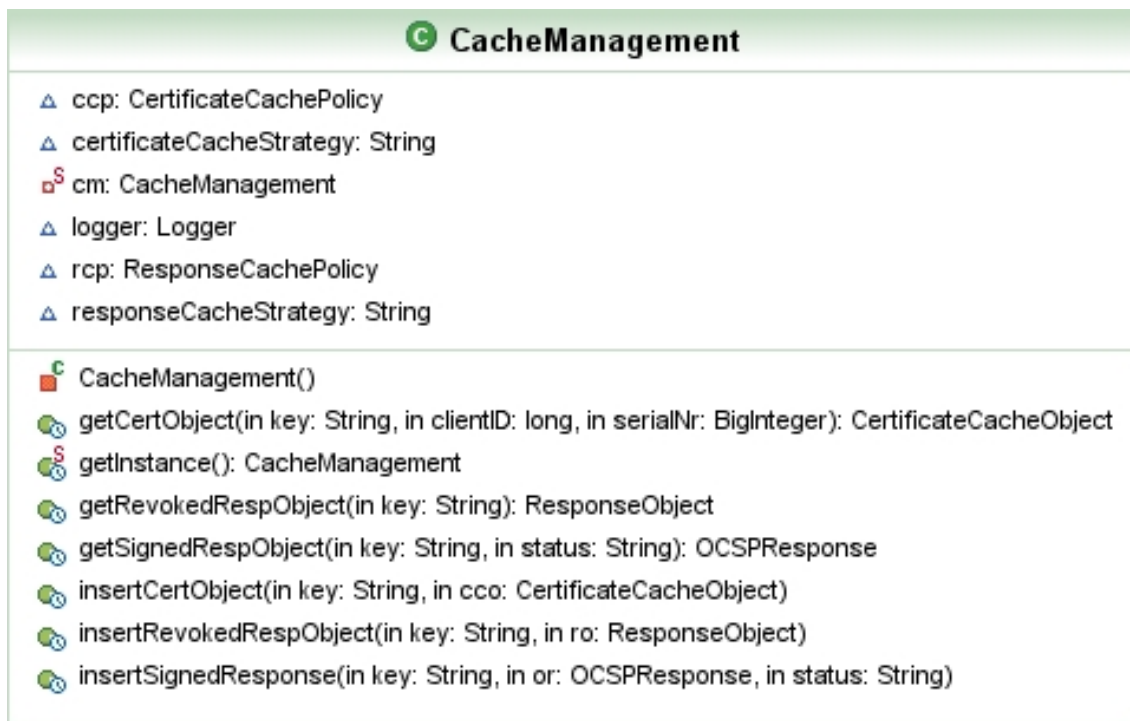 C CacheManagement
ccp: CertificateCachePolicy
certificateCacheStrategy: String
S cm: CacheManagement
logger: Logger
rcp: ResponseCachePolicy
responseCacheStrategy: String
C CacheManagement()
getCertObject(in key: String, in clientID: long, in serialNr: BigInteger): CertificateCacheObject
S getInstance(): CacheManagement
getRevokedRespObject(in key: String): ResponseObject
getSignedRespObject(in key: String, in status: String): OCSPResponse
insertCertObject(in key: String, in cco: CertificateCacheObject)
insertRevokedRespObject(in key: String, in ro: ResponseObject)
insertSignedResponse(in key: String, in or: OCSPResponse, in status: String)